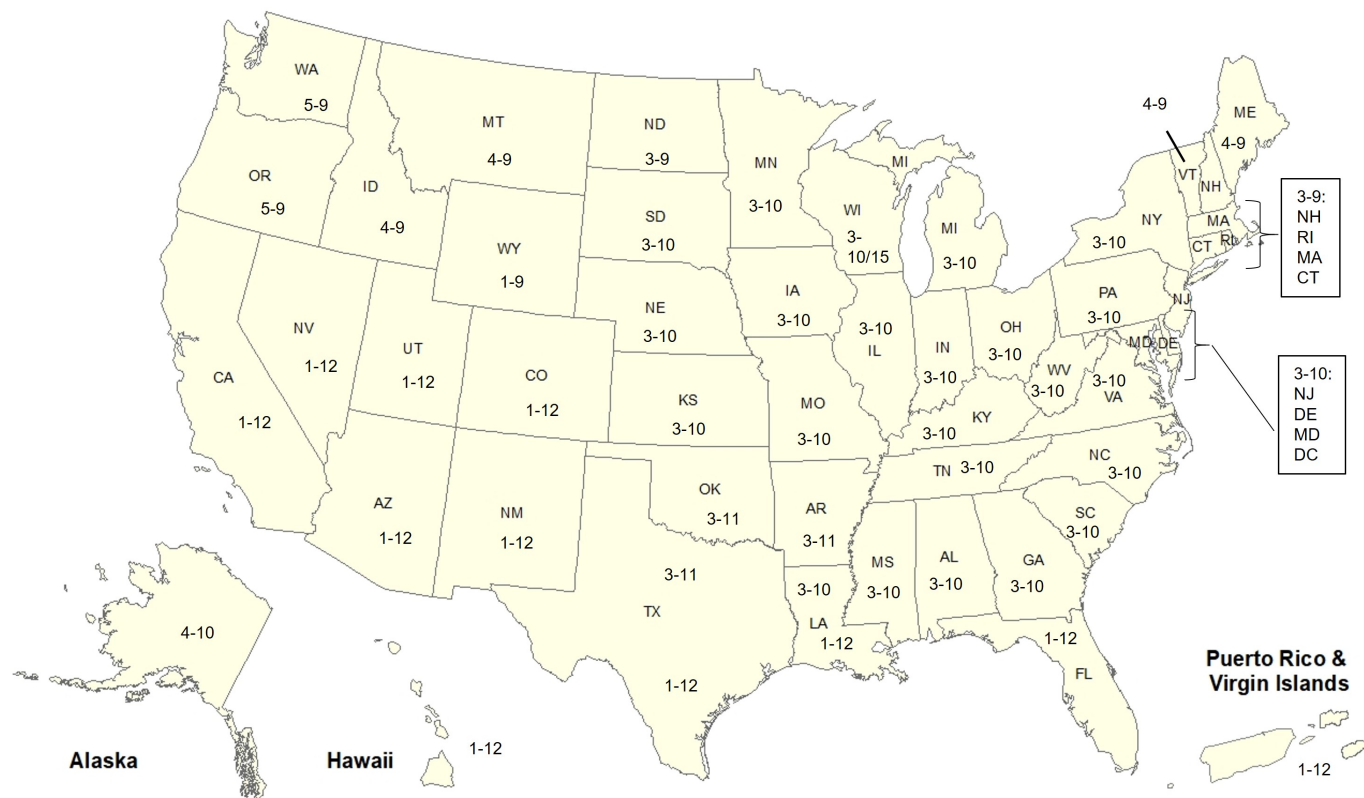 WA
5-9
OR
5-9
ID
4-9
MT
4-9
ND
3-9
SD
3-10
WY
1-9
NE
3-10
MN
3-10
WI
3-
10/15
MI
MI
3-10
IA
3-10
3-10
IL
IN
3-10
OH
3-10
PA
3-10
NY
3-10
4-9
VT
NH
ME
4-9
MA
CT
RI
NJ
MD
DE
3-9:
NH
RI
MA
CT
3-10:
NJ
DE
MD
DC
CA
1-12
NV
1-12
UT
1-12
CO
1-12
KS
3-10
MO
3-10
KY
3-10
WV
3-10
3-10
VA
TN 3-10
NC
3-10
SC
3-10
AZ
1-12
NM
1-12
OK
3-11
AR
3-11
3-11
TX
1-12
3-10
LA
1-12
MS
3-10
AL
3-10
GA
3-10
1-12
FL
4-10
Alaska
Hawaii
1-12
Puerto Rico &
Virgin Islands
1-12